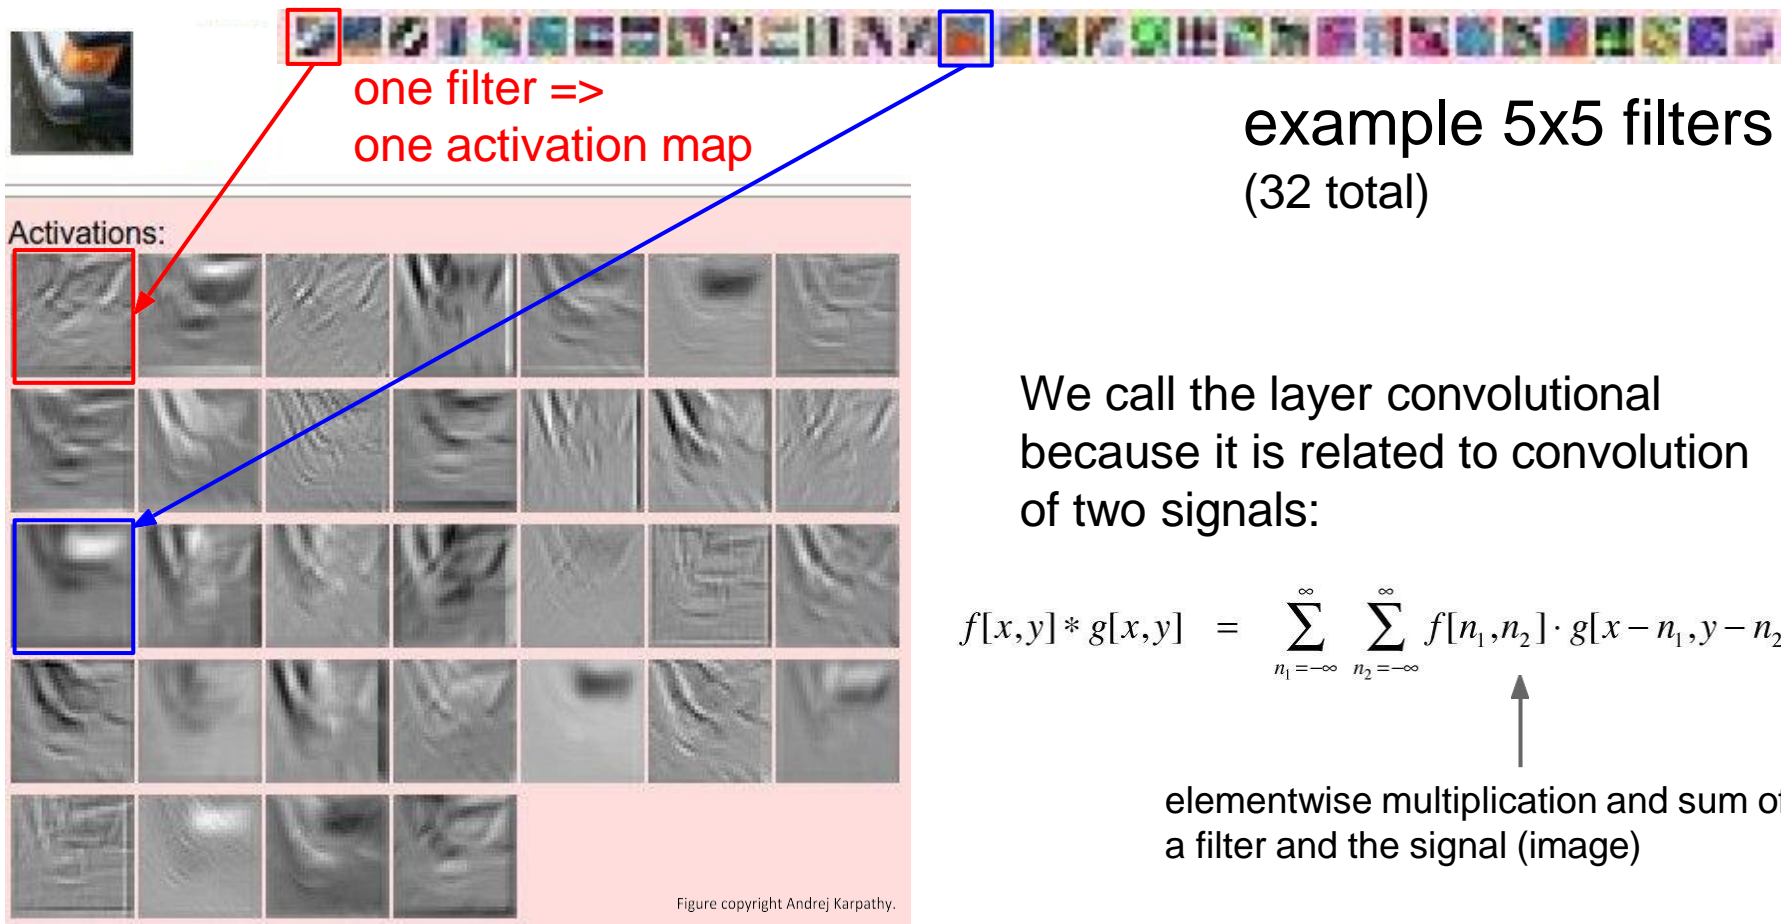 one filter =>
one activation map
example 5x5 filters
(32 total)
Activations:
We call the layer convolutional
because it is related to convolution
of two signals:
f[x,y] * g[x,y] = ∑_{n₁=-∞}^{∞} ∑_{n₂=-∞}^{∞} f[n₁,n₂] · g[x − n₁, y − n₂
elementwise multiplication and sum of
a filter and the signal (image)
Figure copyright Andrej Karpathy.